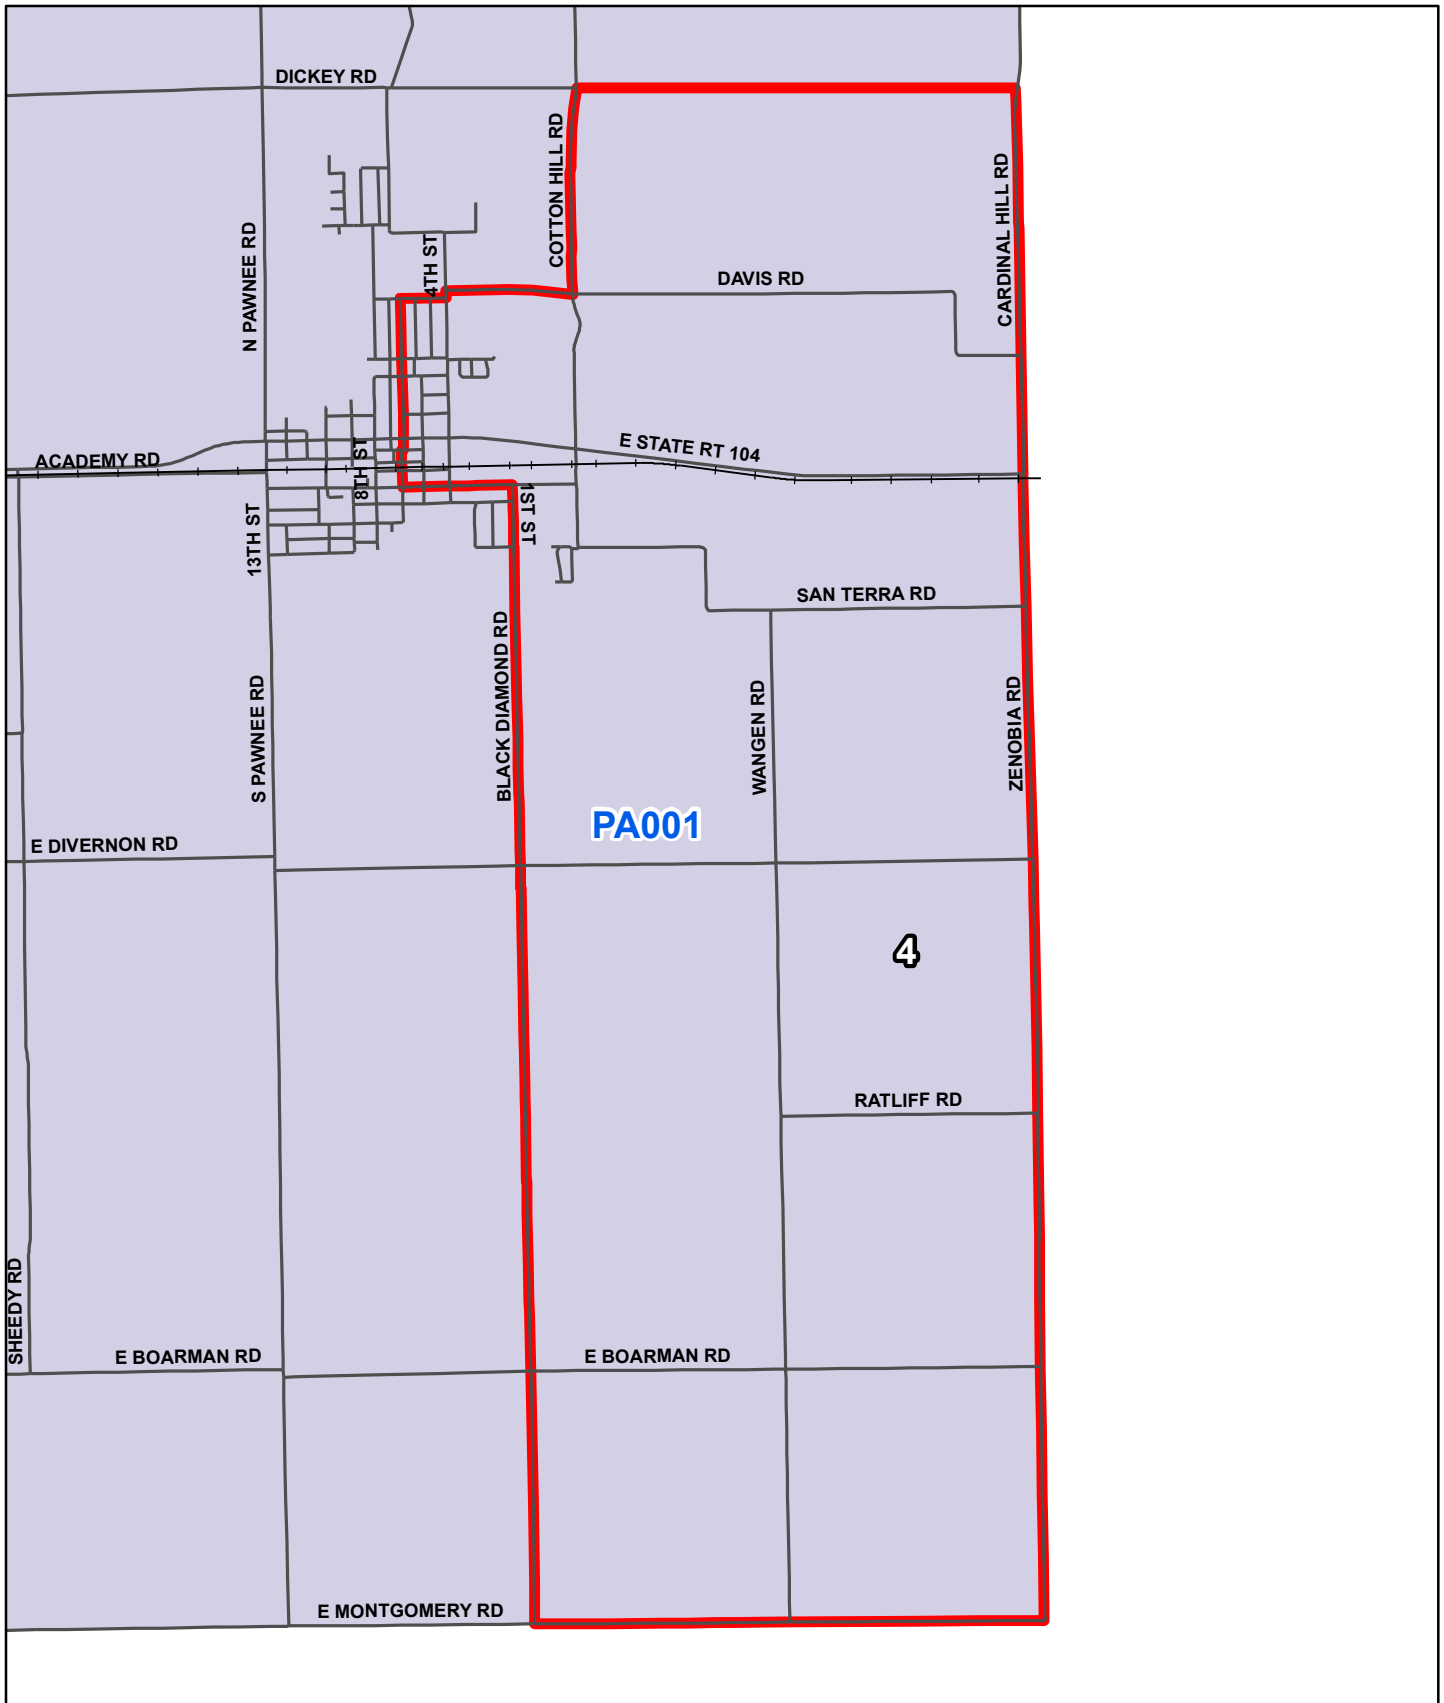 DICKEY RD
COTTON HILL RD
CARDINAL HILL RD
N PAWNEE RD
4TH ST
DAVIS RD
E STATE RT 104
ACADEMY RD
8TH ST
1ST ST
13TH ST
SAN TERRA RD
BLACK DIAMOND RD
S PAWNEE RD
WANGEN RD
ZENOBIA RD
PA001
E DIVERNON RD
4
RATLIFF RD
SHEEDY RD
E BOARMAN RD
E BOARMAN RD
E MONTGOMERY RD